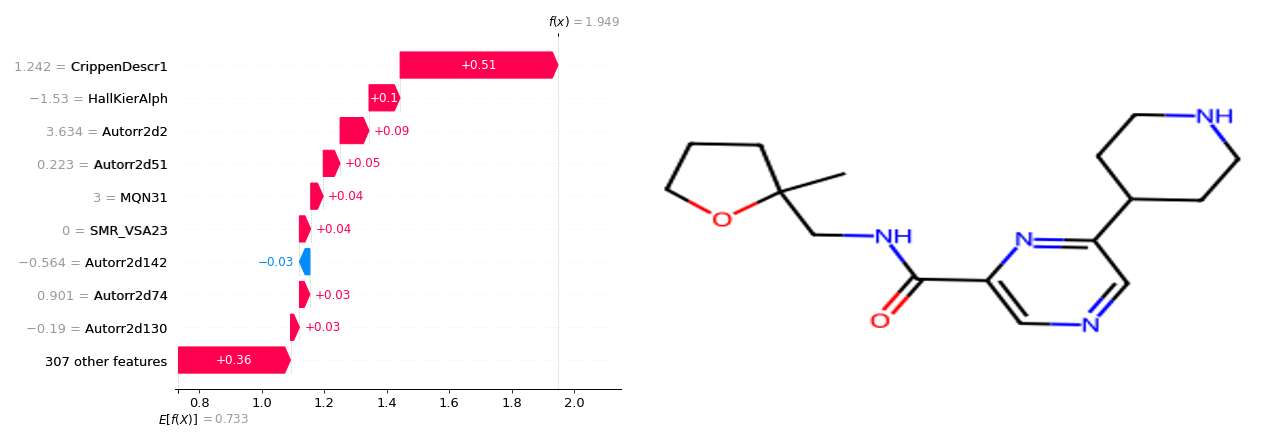 f(x) = 1.949
1.242 = CrippenDescr1
+0.51
−1.53 = HallKierAlph
+0.1
3.634 = Autorr2d2
+0.09
0.223 = Autorr2d51
+0.05
3 = MQN31
+0.04
0 = SMR_VSA23
+0.04
−0.564 = Autorr2d142
−0.03
0.901 = Autorr2d74
+0.03
−0.19 = Autorr2d130
+0.03
307 other features
+0.36
0.8 1.0 1.2 1.4 1.6 1.8 2.0
E[f(X)] = 0.733
NH
O
NH
N
O
N